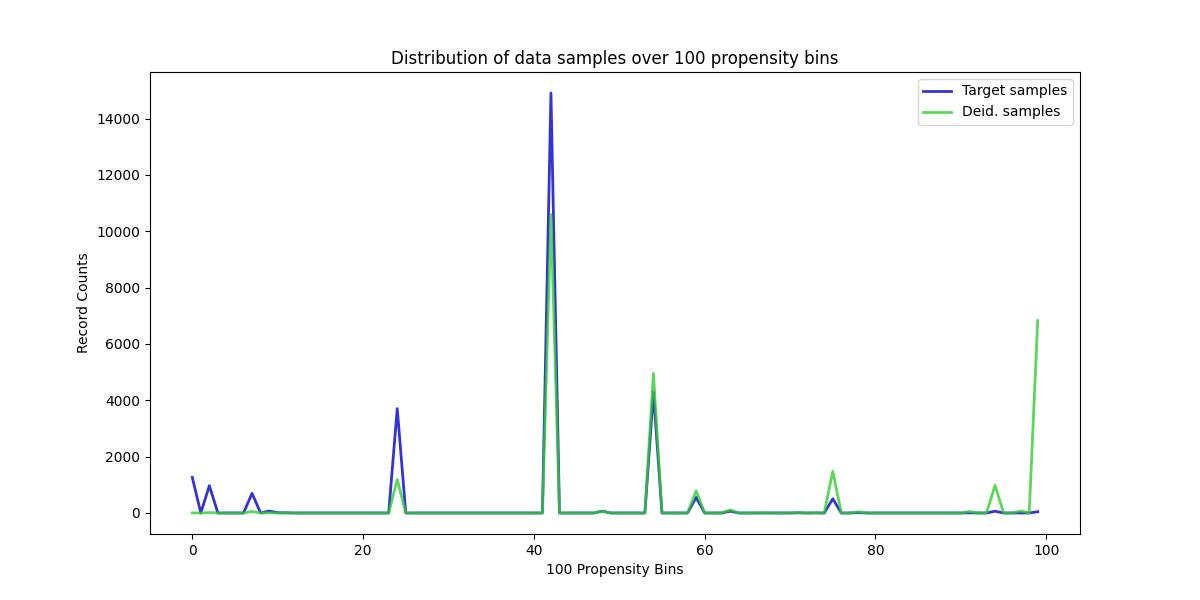 Distribution of data samples over 100 propensity bins
Target samples
Deid. samples
14000
12000
10000
8000
6000
4000
2000
0
Record Counts
0 20 40 60 80 100
100 Propensity Bins